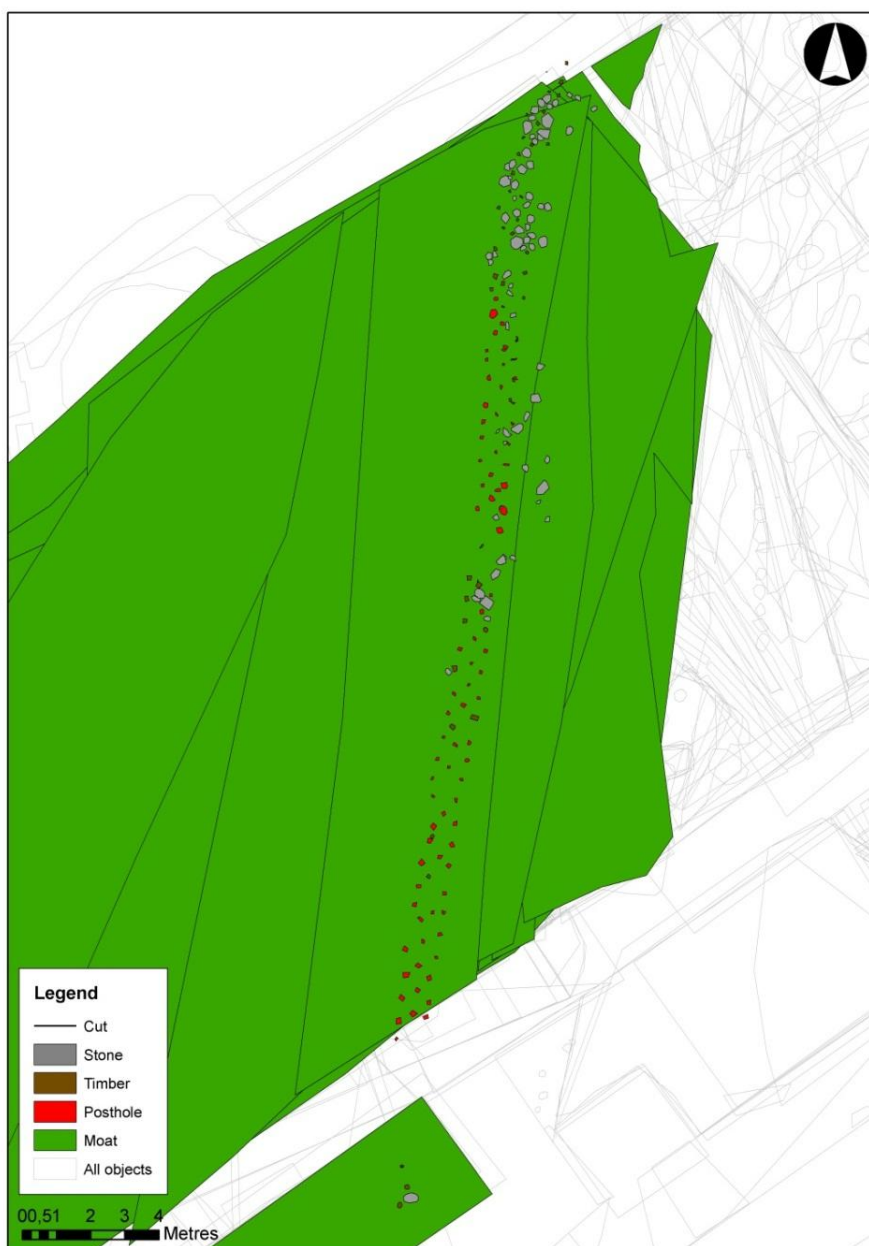 Legend
Cut
Stone
Timber
Posthole
Moat
All objects
00,51 2 3 4 Metres